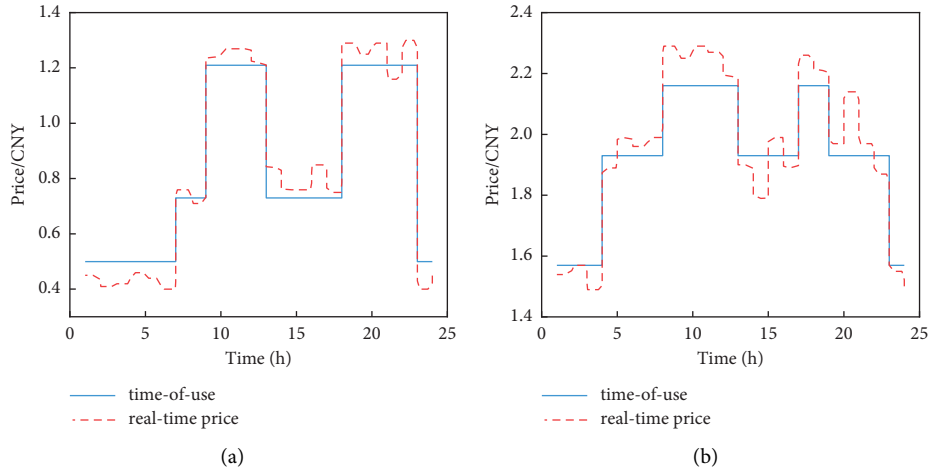 1.4
1.2
1.0
0.8
0.6
0.4
Price/CNY
0
5
10
15
20
25
Time (h)
time-of-use
real-time price
(a)
2.4
2.2
2.0
1.8
1.6
1.4
Price/CNY
0
5
10
15
20
25
Time (h)
time-of-use
real-time price
(b)